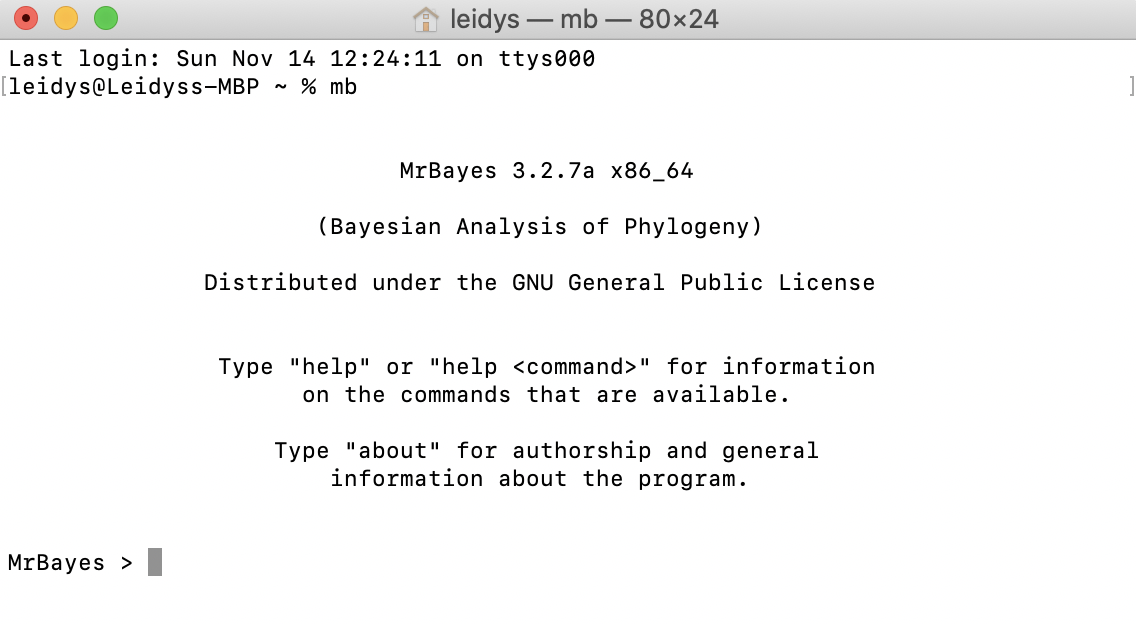 leidys — mb — 80×24
Last login: Sun Nov 14 12:24:11 on ttys000
[leidys@Leidyss-MBP ~ % mb ]
MrBayes 3.2.7a x86_64
(Bayesian Analysis of Phylogeny)
Distributed under the GNU General Public License
Type "help" or "help <command>" for information
on the commands that are available.
Type "about" for authorship and general
information about the program.
MrBayes >